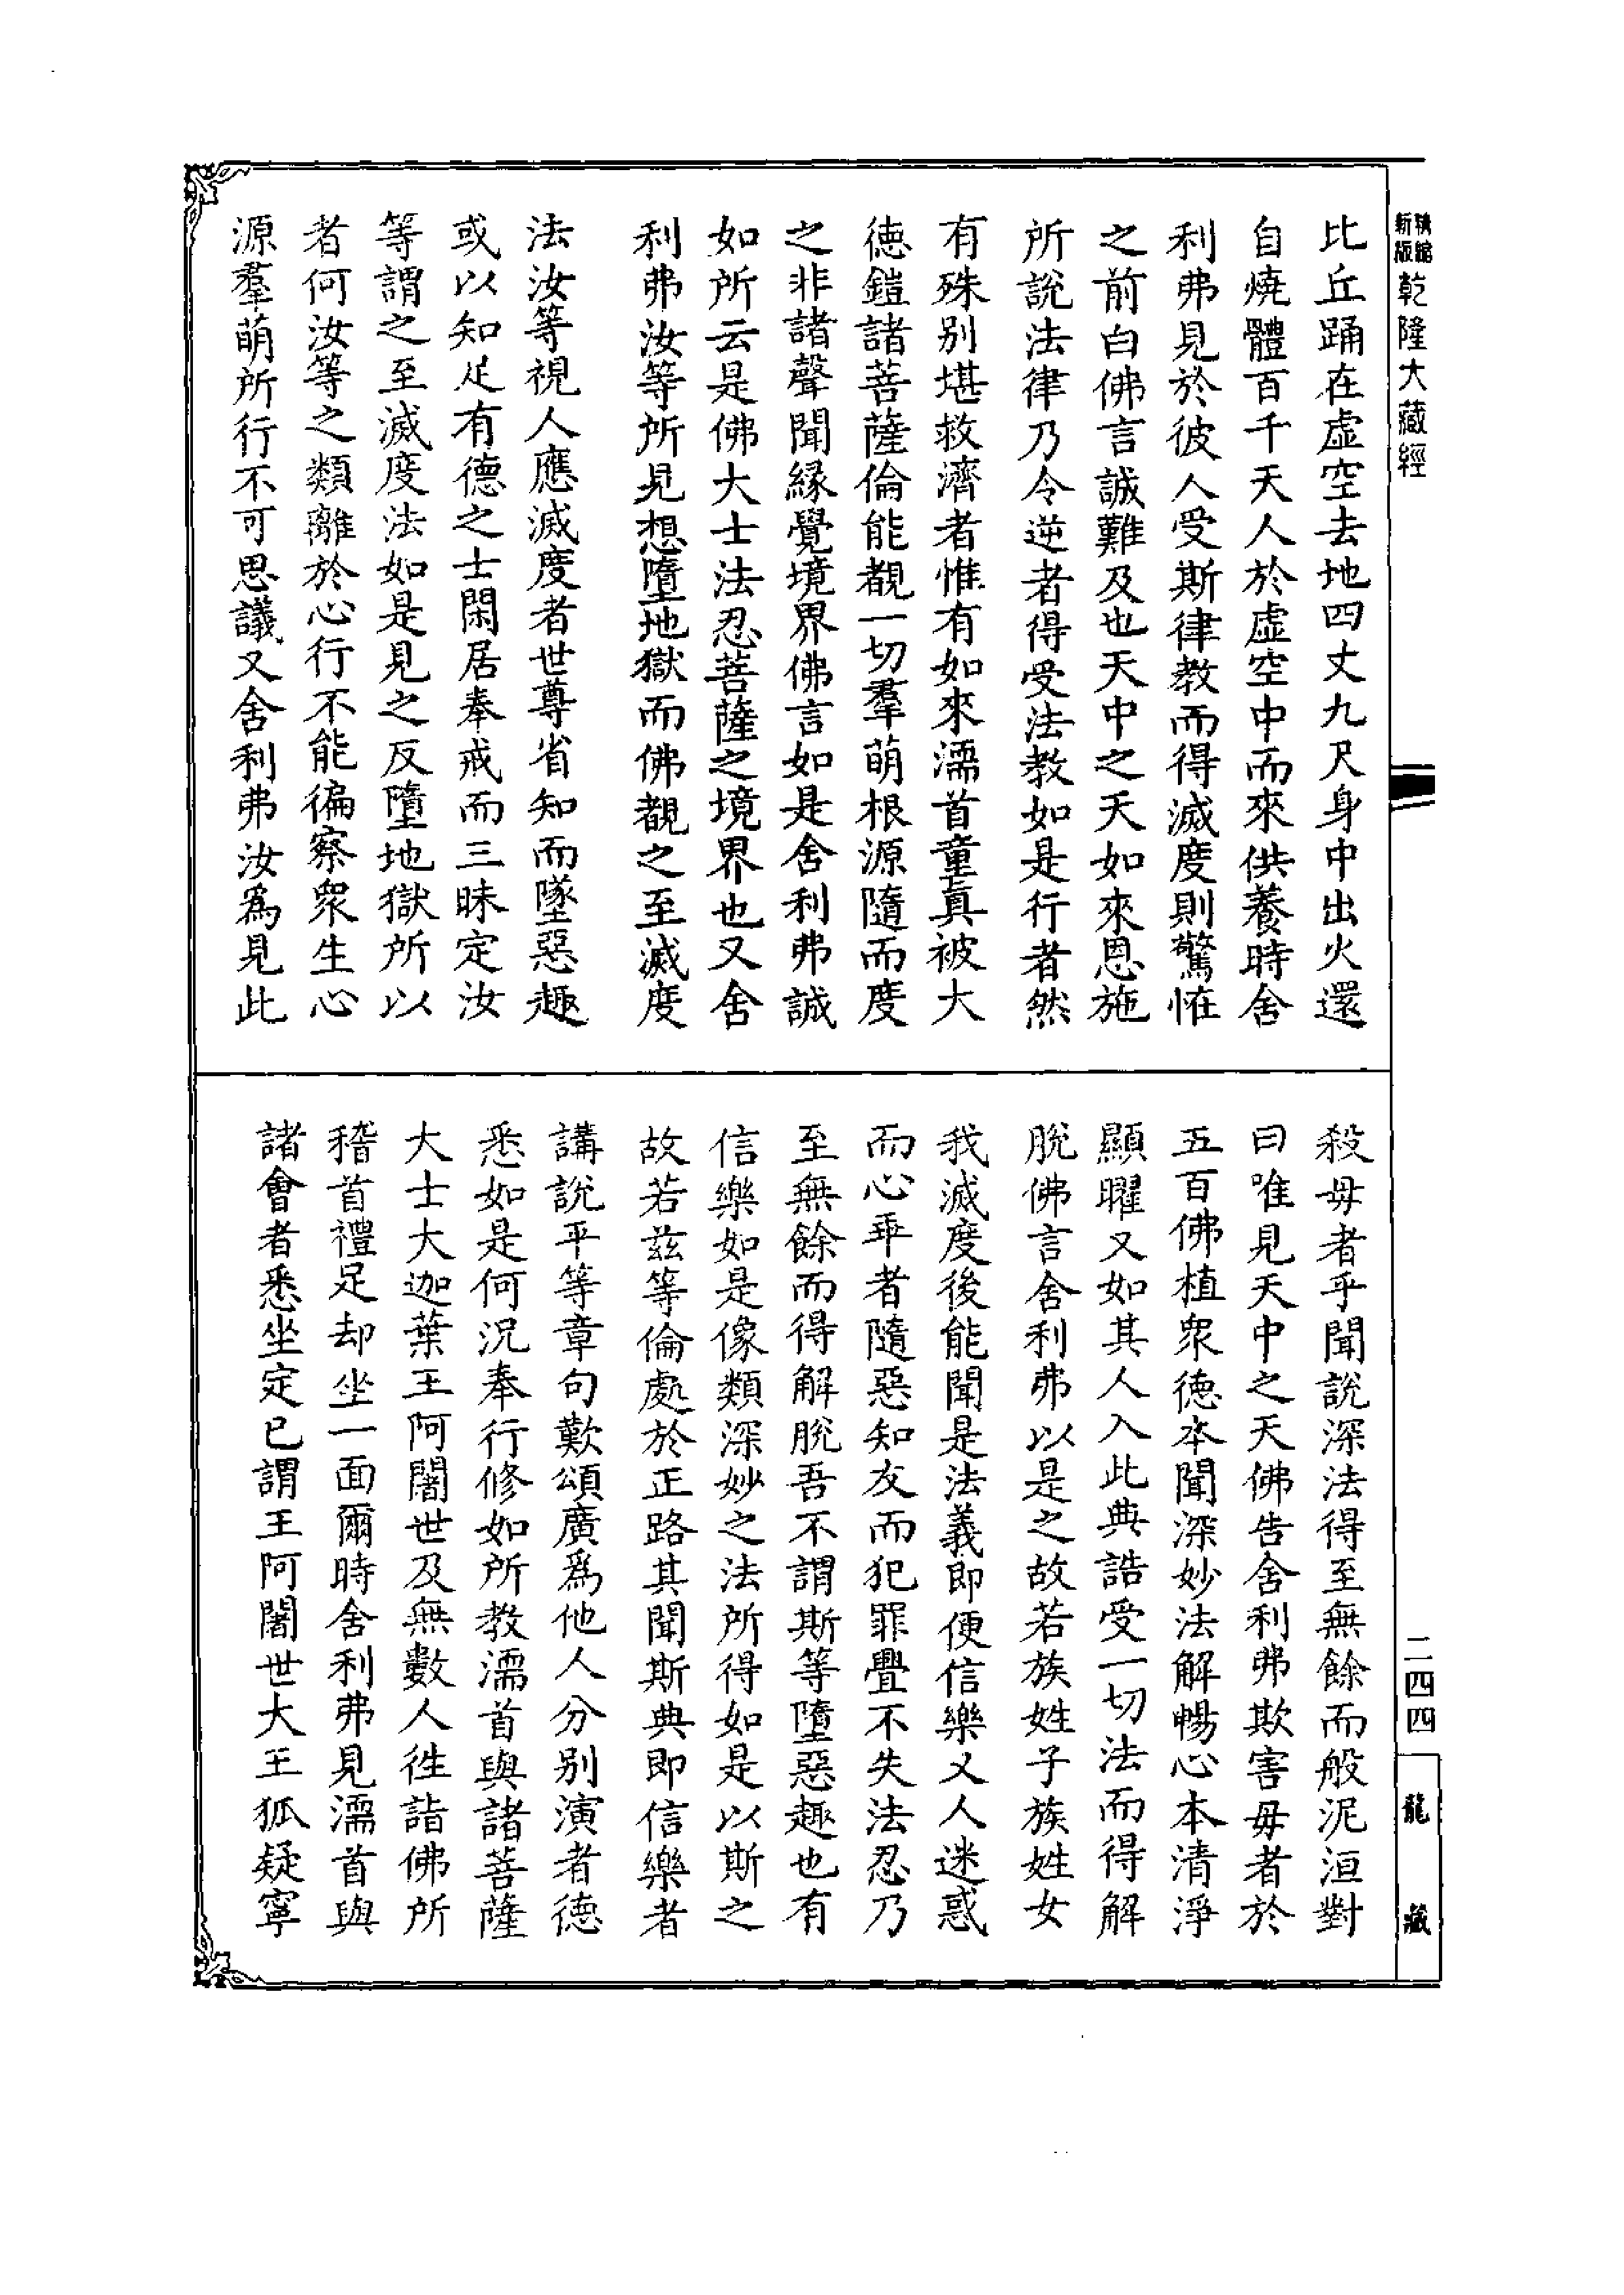 精縮新版乾隆大藏經
比丘踊在虛空去地四丈九尺身中出火還
自燒體百千天人於虛空中而來供養時舍
利弗見於彼人受斯律教而得滅度則驚怪
之前白佛言誠難及也天中之天如來恩施
所說法律乃令逆者得受法教如是行者然
有殊別堪救濟者惟有如來濡首童真被大
德鎧諸菩薩倫能覩一切羣萌根源隨而度
之非諸聲聞緣覺境界佛言如是舍利弗誠
如所云是佛大士法忍菩薩之境界也又舍
利弗汝等所見想墮地獄而佛覩之至滅度
法汝等視人應滅度者世尊省知而墜惡趣
或以知足有德之士閑居奉戒而三昧定汝
等謂之至滅度法如是見之反墮地獄所以
者何汝等之類離於心行不能徧察眾生心
源羣萌所行不可思議又舍利弗汝為見此
殺母者乎聞說深法得至無餘而般泥洹對
曰唯見天中之天佛告舍利弗欺害母者於
五百佛植眾德本聞深妙法解暢心本清淨
顯曜又如其人入此典誥受一切法而得解
脫佛言舍利弗以是之故若族姓子族姓女
我滅度後能聞是法義即便信樂又人迷惑
而心乖者隨惡知友而犯罪疊不失法忍乃
至無餘而得解脫吾不謂斯等墮惡趣也有
信樂如是像類深妙之法所得如是以斯之
故若茲等倫處於正路其聞斯典即信樂者
講說平等章句歎頌廣為他人分別演者德
悉如是何況奉行修如所教濡首與諸菩薩
大士大迦葉王阿闍世及無數人徃詣佛所
稽首禮足却坐一面爾時舍利弗見濡首與
諸會者悉坐定已謂王阿闍世大王狐疑寧
二四四
龍藏